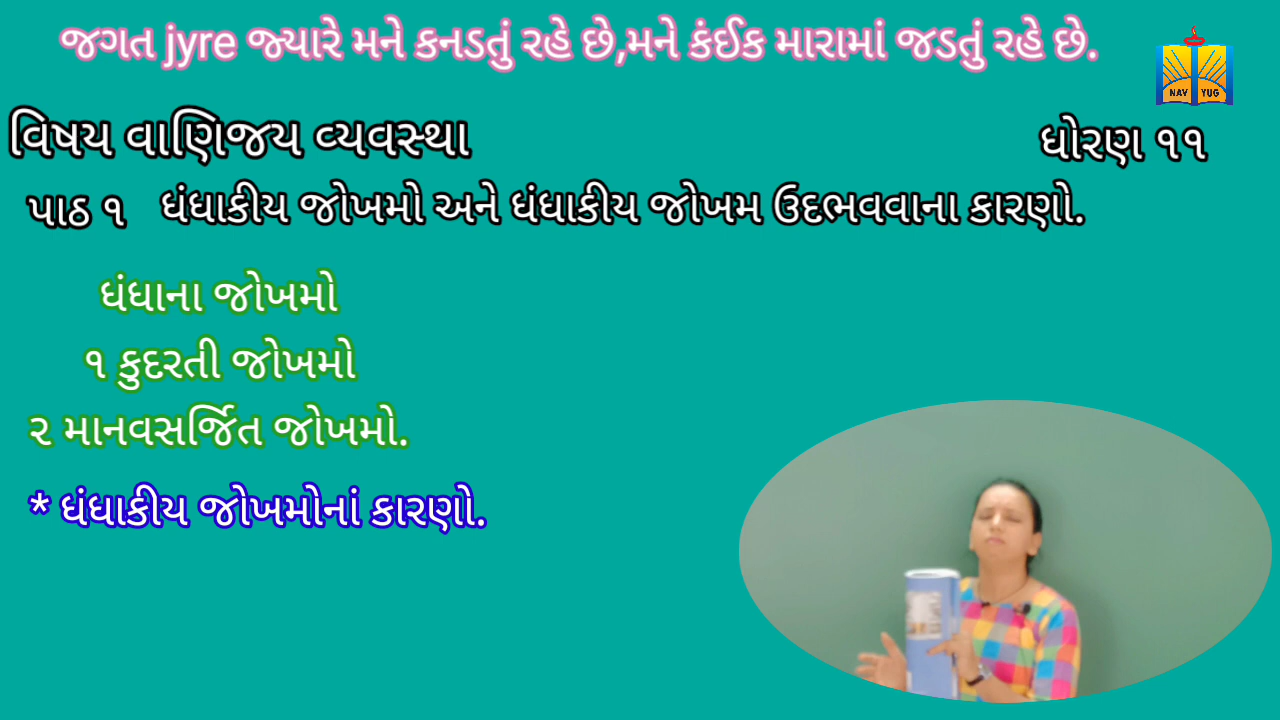 જગત jyre જ્યારે મને કનડતું રહે છે,મને કંઈક મારામાં જડતું રહે છે.
NAV YUG
વિષય વાણિજય વ્યવસ્થા
ધોરણ ૧૧
પાઠ ૧ ધંધાકીય જોખમો અને ધંધાકીય જોખમ ઉદભવવાના કારણો.
ધંધાના જોખમો
૧ કુદરતી જોખમો
૨ માનવસર્જિત જોખમો.
* ધંધાકીય જોખમોનાં કારણો.